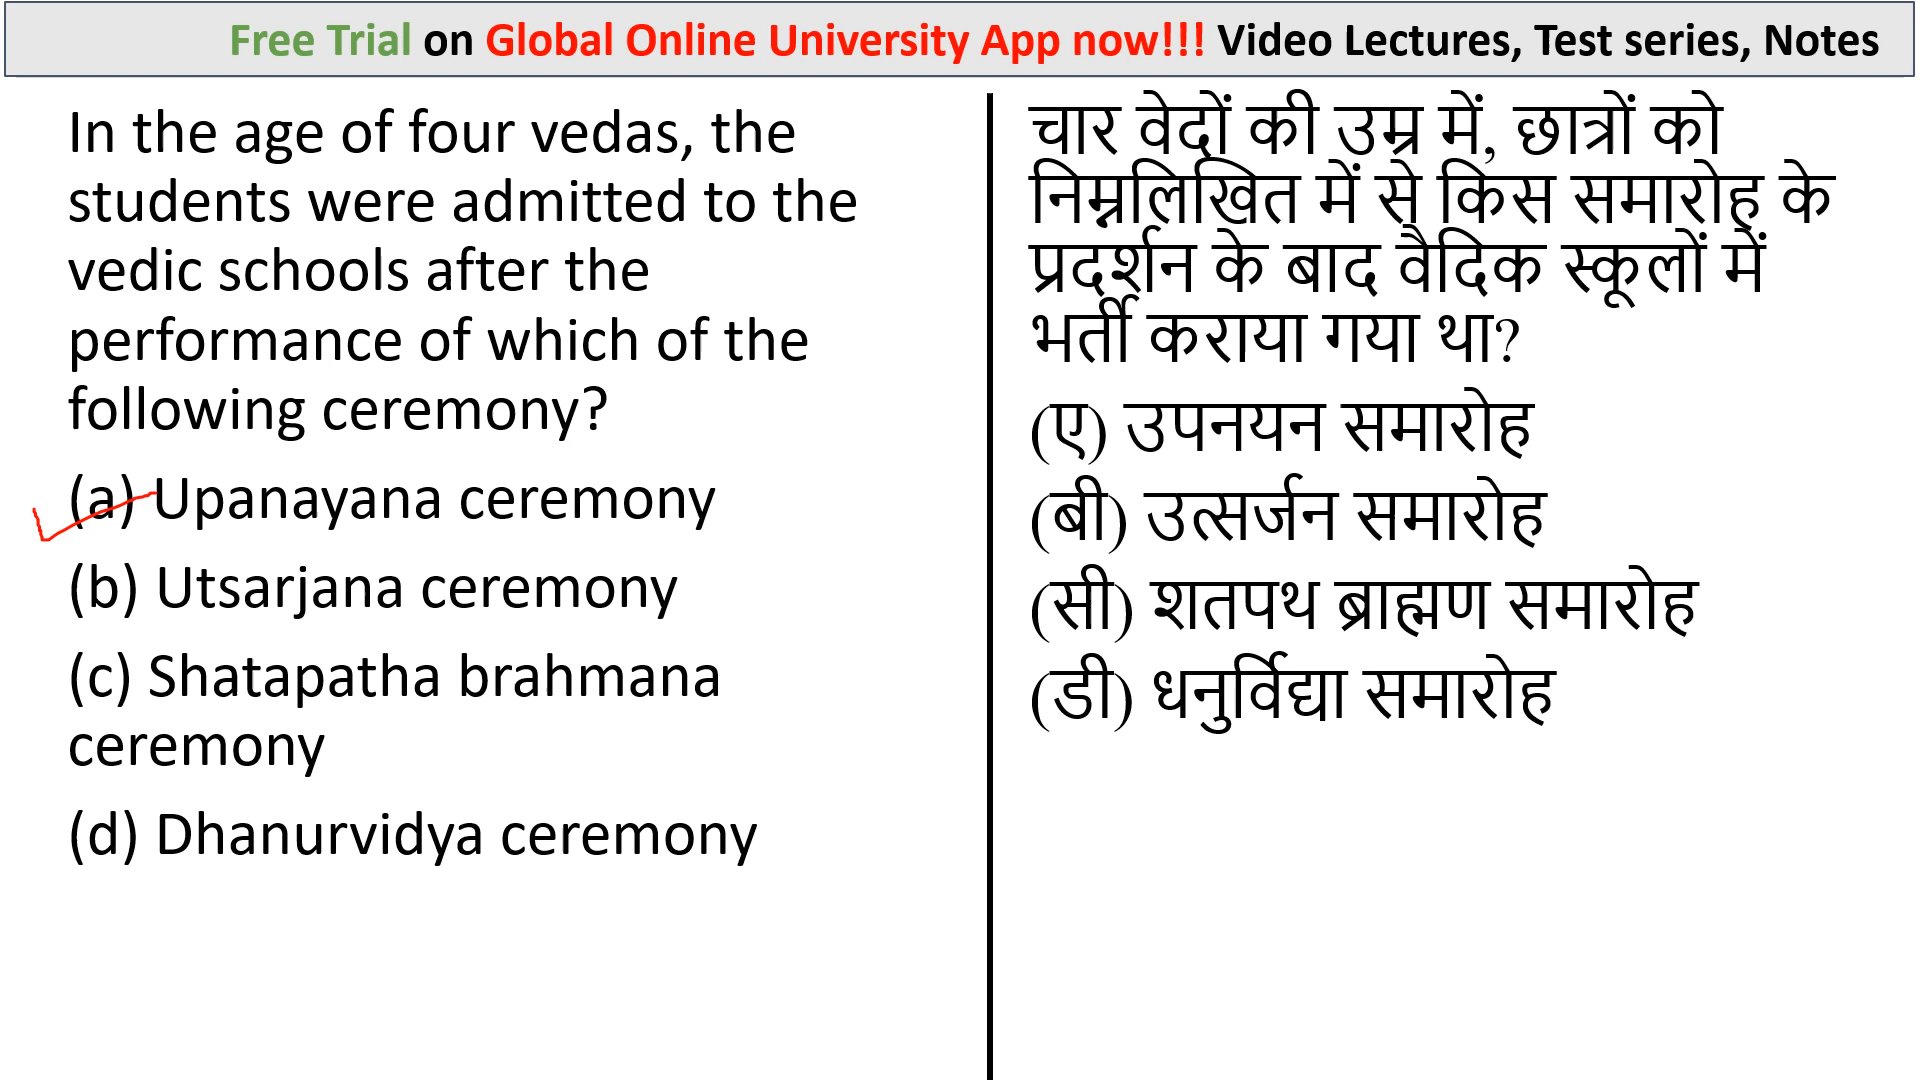 Free Trial on Global Online University App now!!! Video Lectures, Test series, Notes
In the age of four vedas, the
students were admitted to the
vedic schools after the
performance of which of the
following ceremony?
(a) Upanayana ceremony
(b) Utsarjana ceremony
(c) Shatapatha brahmana
ceremony
(d) Dhanurvidya ceremony
चार वेदों की उम्र में, छात्रों को
निम्नलिखित में से किस समारोह के
प्रदर्शन के बाद वैदिक स्कूलों में
भर्ती कराया गया था?
(ए) उपनयन समारोह
(बी) उत्सर्जन समारोह
(सी) शतपथ ब्राह्मण समारोह
(डी) धनुर्विद्या समारोह